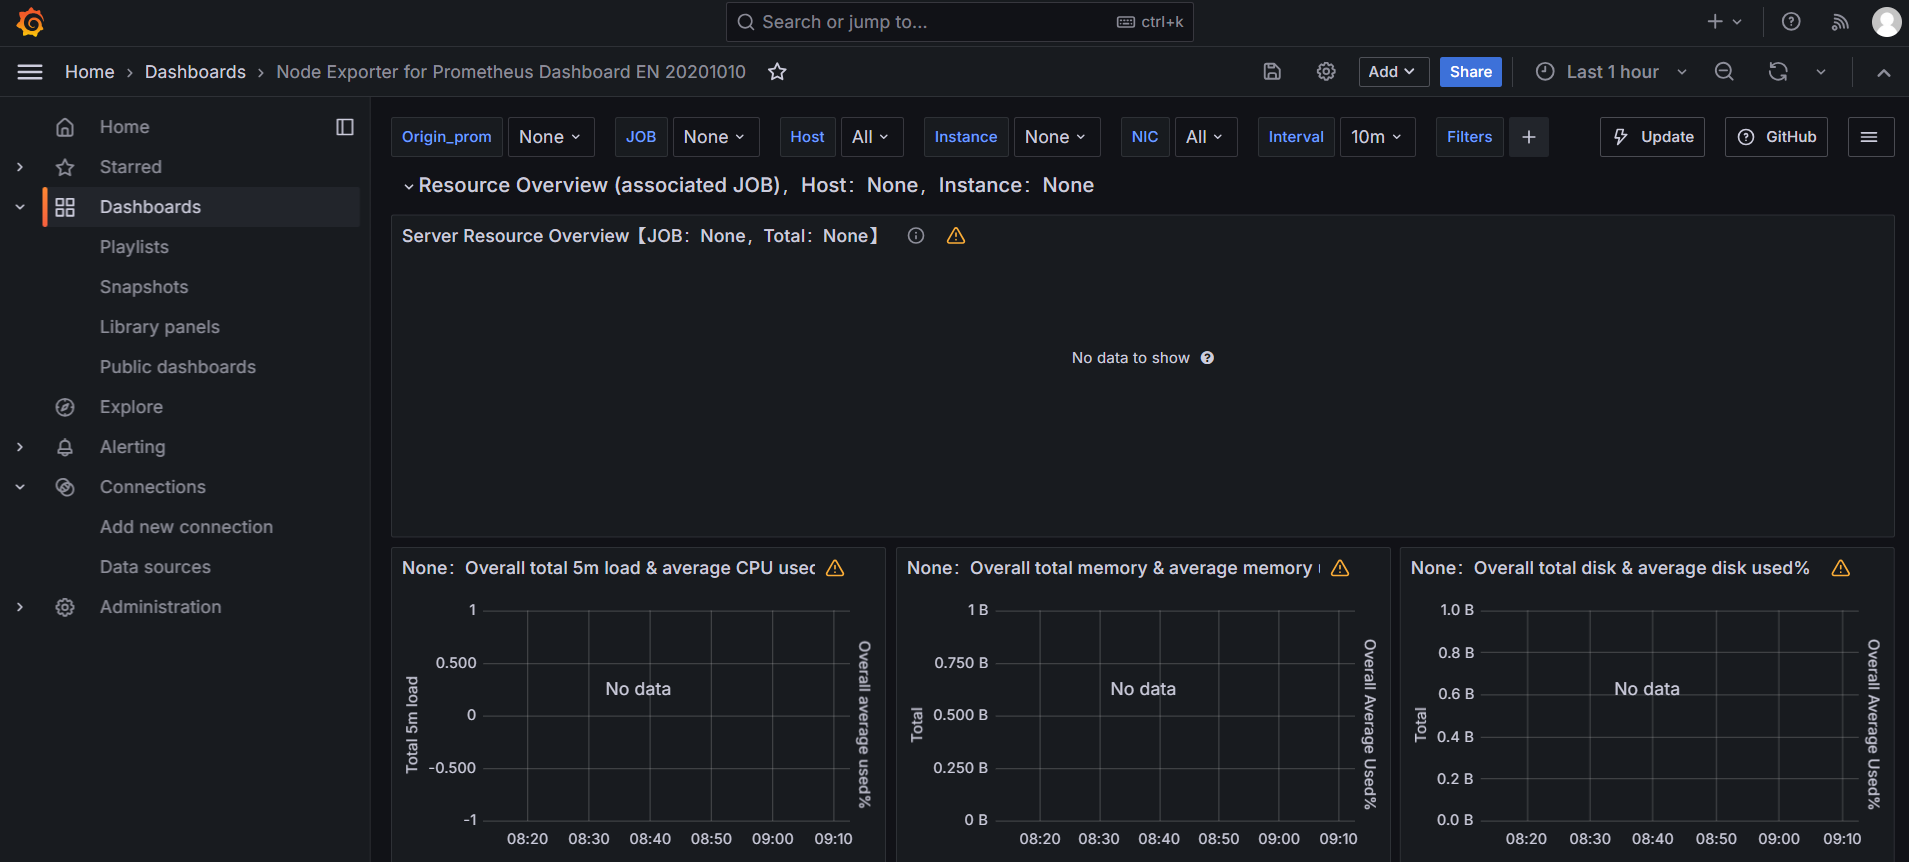 Search or jump to... ctrl+k
Home › Dashboards › Node Exporter for Prometheus Dashboard EN 20201010
Add Share Last 1 hour
Home
Starred
Dashboards
Playlists
Snapshots
Library panels
Public dashboards
Explore
Alerting
Connections
Add new connection
Data sources
Administration
Origin_prom None JOB None Host All Instance None NIC All Interval 10m Filters + Update GitHub
Resource Overview (associated JOB)，Host：None，Instance：None
Server Resource Overview【JOB：None，Total：None】
No data to show
None：Overall total 5m load & average CPU used
1
0.500
0
-0.500
-1
Total 5m load
Overall average used%
No data
08:20 08:30 08:40 08:50 09:00 09:10
None：Overall total memory & average memory
1 B
0.750 B
0.500 B
0.250 B
0 B
Total
Overall Average Used%
No data
08:20 08:30 08:40 08:50 09:00 09:10
None：Overall total disk & average disk used%
1.0 B
0.8 B
0.6 B
0.4 B
0.2 B
0.0 B
Total
Overall Average Used%
No data
08:20 08:30 08:40 08:50 09:00 09:10